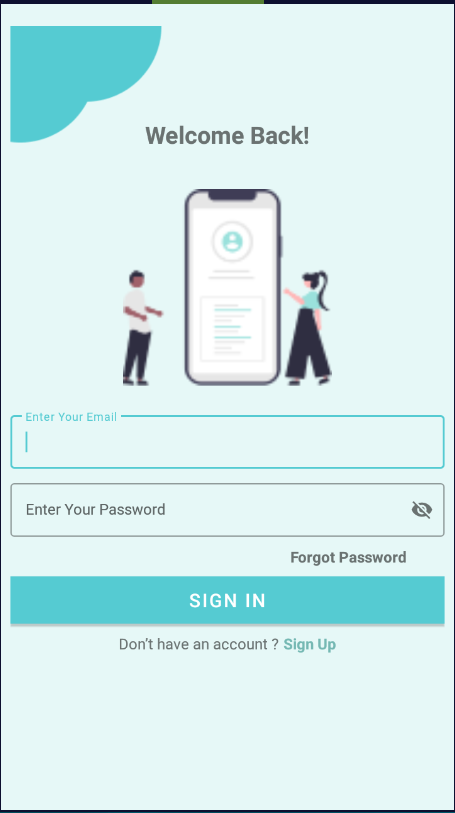 Welcome Back!
Enter Your Email
Enter Your Password
Forgot Password
SIGN IN
Don't have an account ? Sign Up